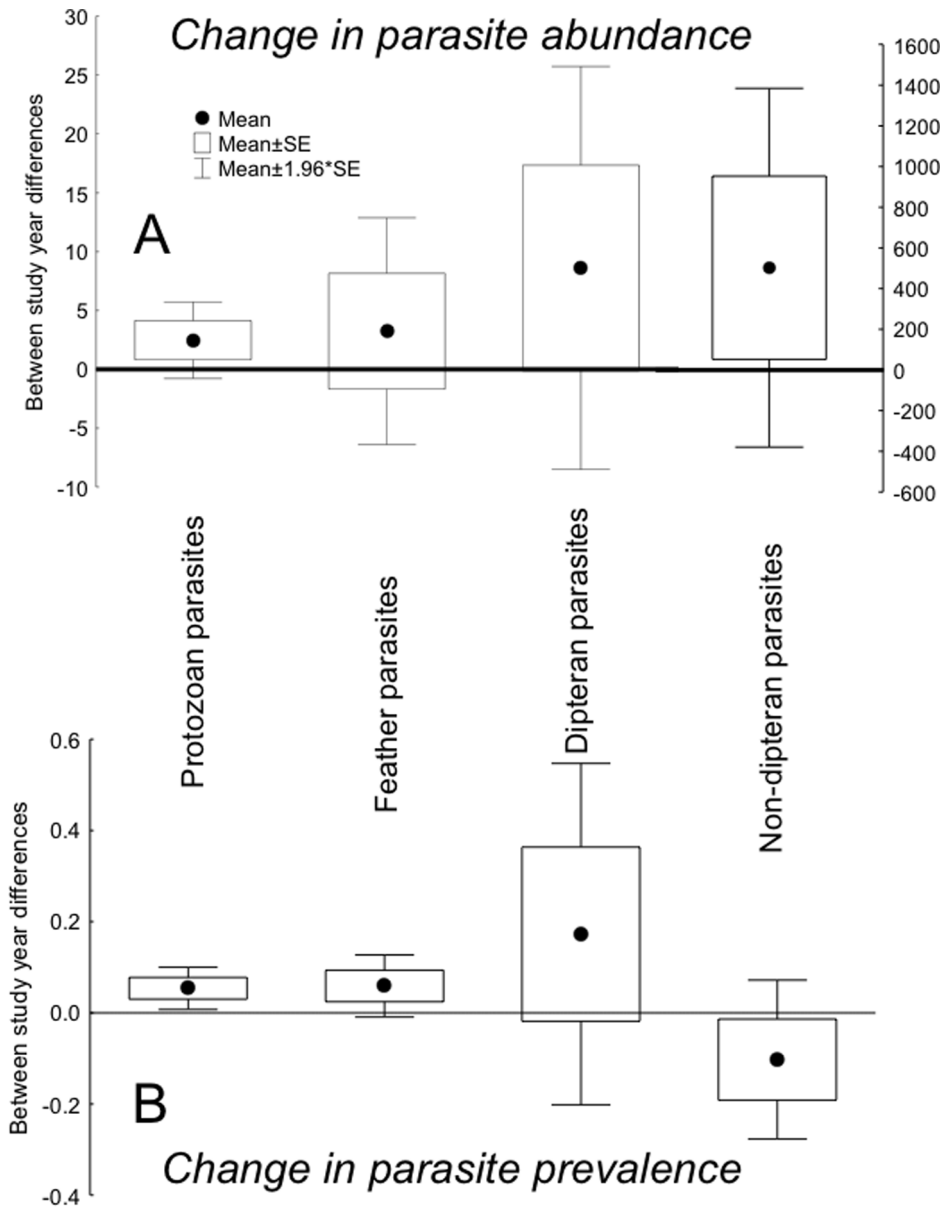 Change in parasite abundance
Mean
Mean±SE
Mean±1.96*SE
A
Between study year differences
30
25
20
15
10
5
0
-5
-10
1600
1400
1200
1000
800
600
400
200
0
-200
-400
-600
Protozoan parasites
Feather parasites
Dipteran parasites
Non-dipteran parasites
Between study year differences
0.6
0.4
0.2
0.0
-0.2
-0.4
B
Change in parasite prevalence